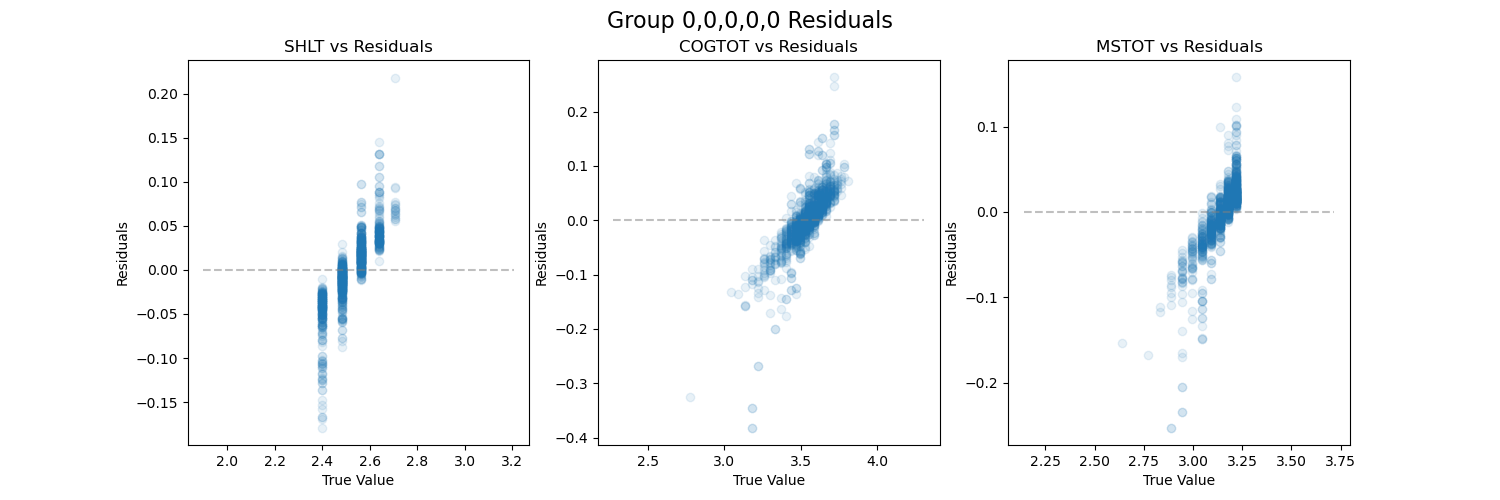 Group 0,0,0,0,0 Residuals
SHLT vs Residuals
COGTOT vs Residuals
MSTOT vs Residuals
Residuals
0.20
0.15
0.10
0.05
0.00
−0.05
−0.10
−0.15
2.0 2.2 2.4 2.6 2.8 3.0 3.2
True Value
Residuals
0.2
0.1
0.0
−0.1
−0.2
−0.3
−0.4
2.5 3.0 3.5 4.0
True Value
Residuals
0.1
0.0
−0.1
−0.2
2.25 2.50 2.75 3.00 3.25 3.50 3.75
True Value